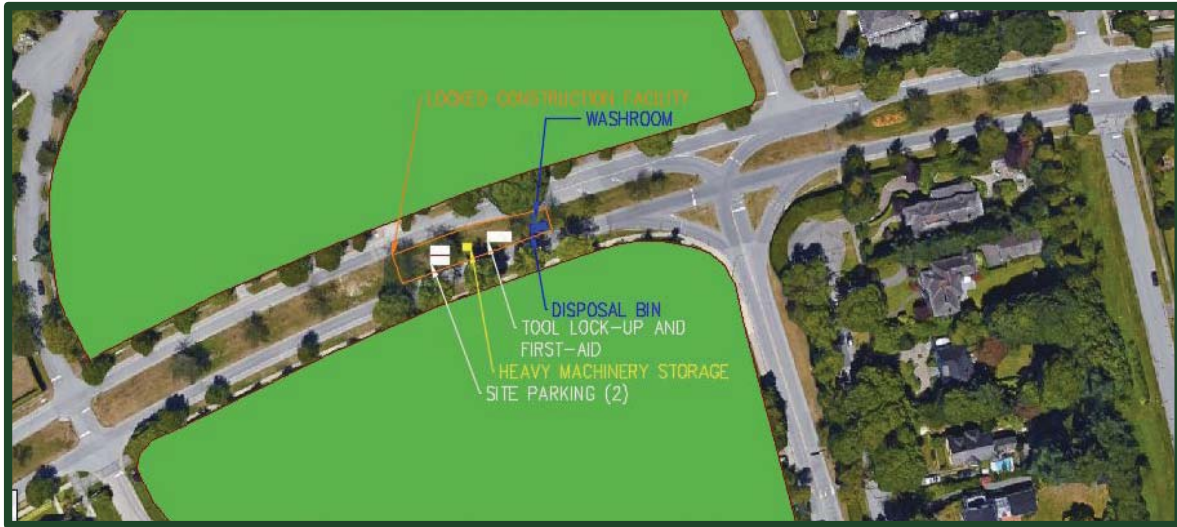 LOCKED CONSTRUCTION FACILITY
WASHROOM
DISPOSAL BIN
TOOL LOCK-UP AND
FIRST-AID
HEAVY MACHINERY STORAGE
SITE PARKING (2)